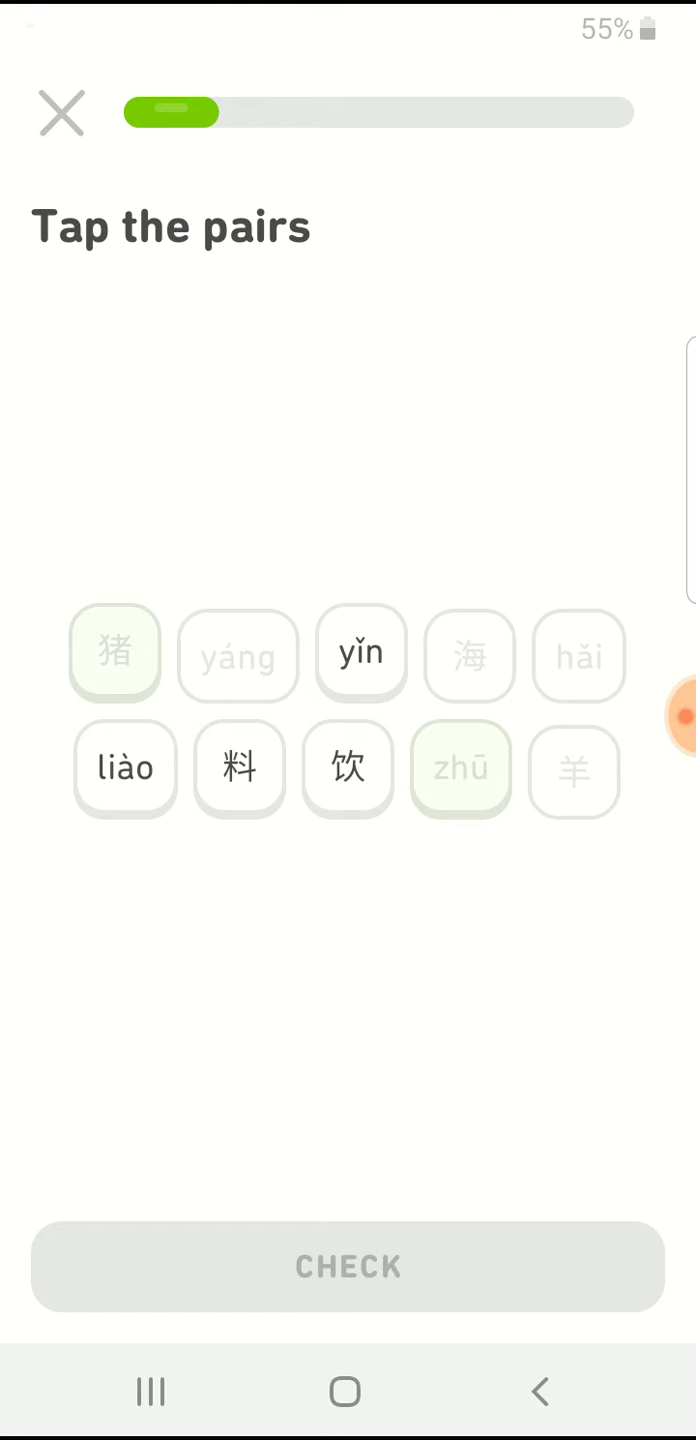 55%
Tap the pairs
猪 yáng yǐn 海 hǎi
liào 料 饮 zhū 羊
CHECK